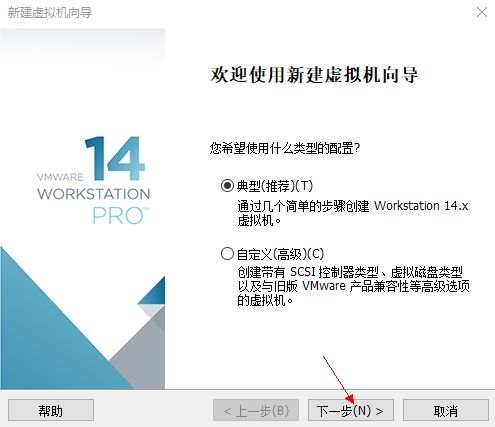 新建虚拟机向导
VMWARE 14
WORKSTATION
PRO™
欢迎使用新建虚拟机向导
您希望使用什么类型的配置?
典型(推荐)(T)
通过几个简单的步骤创建 Workstation 14.x
虚拟机。
自定义(高级)(C)
创建带有 SCSI 控制器类型、虚拟磁盘类型
以及与旧版 VMware 产品兼容性等高级选项
的虚拟机。
帮助
< 上一步(B)
下一步(N) >
取消